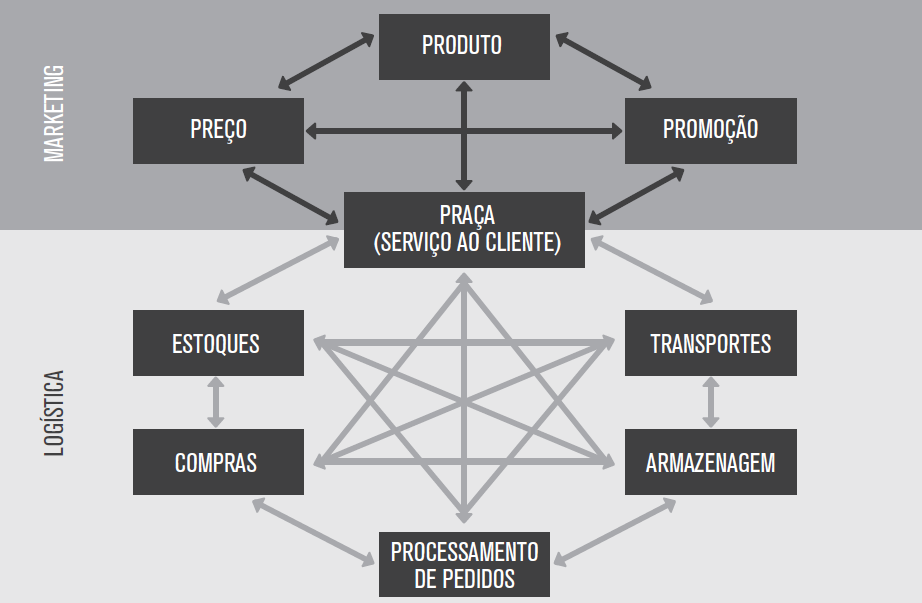 MARKETING
PRODUTO
PREÇO
PROMOÇÃO
PRAÇA
(SERVIÇO AO CLIENTE)
LOGÍSTICA
ESTOQUES
TRANSPORTES
COMPRAS
ARMAZENAGEM
PROCESSAMENTO
DE PEDIDOS